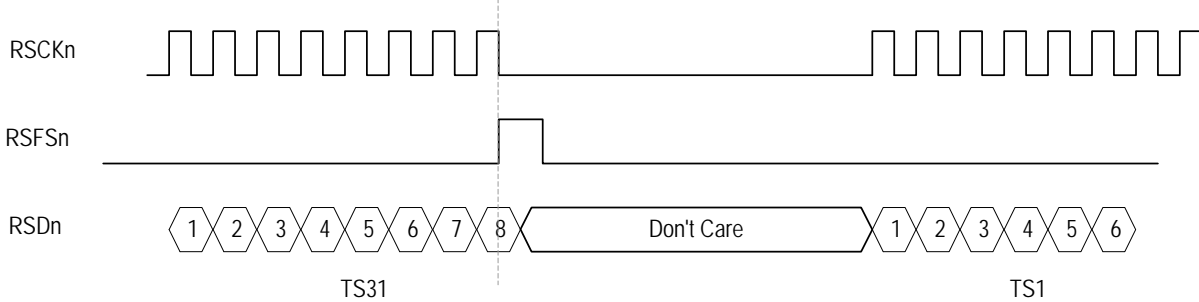 RSCKn
RSFSn
RSDn 1 2 3 4 5 6 7 8 Don't Care 1 2 3 4 5 6
TS31 TS1